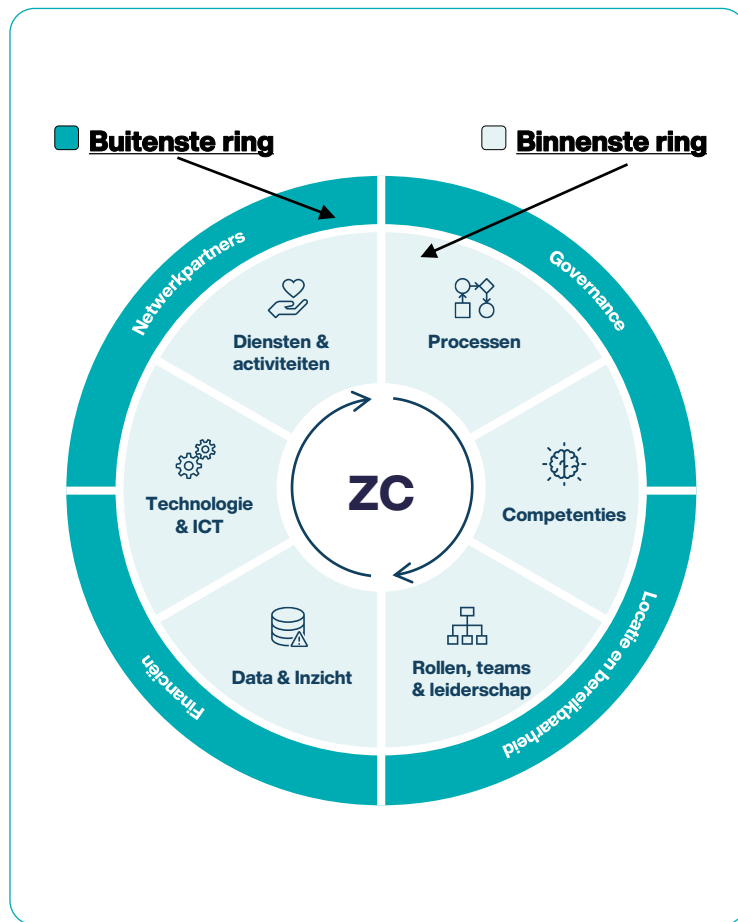 Buitenste ring
Binnenste ring
Netwerkpartners
Governance
Diensten &
activiteiten
Processen
Technologie
& ICT
ZC
Competenties
Data & Inzicht
Rollen, teams
& leiderschap
Financiën
Locatie en bereikbaarheid